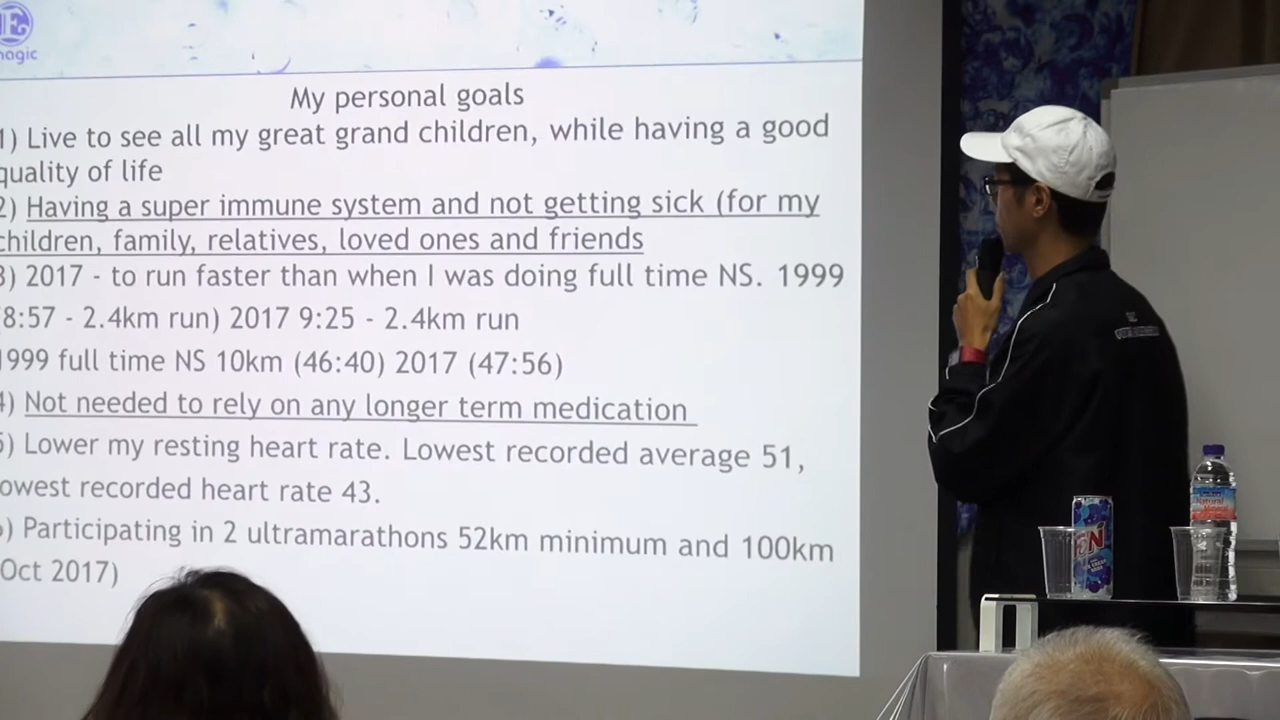 E
nagic
My personal goals
1) Live to see all my great grand children, while having a good
quality of life
2) Having a super immune system and not getting sick (for my
children, family, relatives, loved ones and friends
3) 2017 - to run faster than when I was doing full time NS. 1999
(8:57 - 2.4km run) 2017 9:25 - 2.4km run
1999 full time NS 10km (46:40) 2017 (47:56)
4) Not needed to rely on any longer term medication
5) Lower my resting heart rate. Lowest recorded average 51,
lowest recorded heart rate 43.
6) Participating in 2 ultramarathons 52km minimum and 100km
(Oct 2017)
F&N
Natural